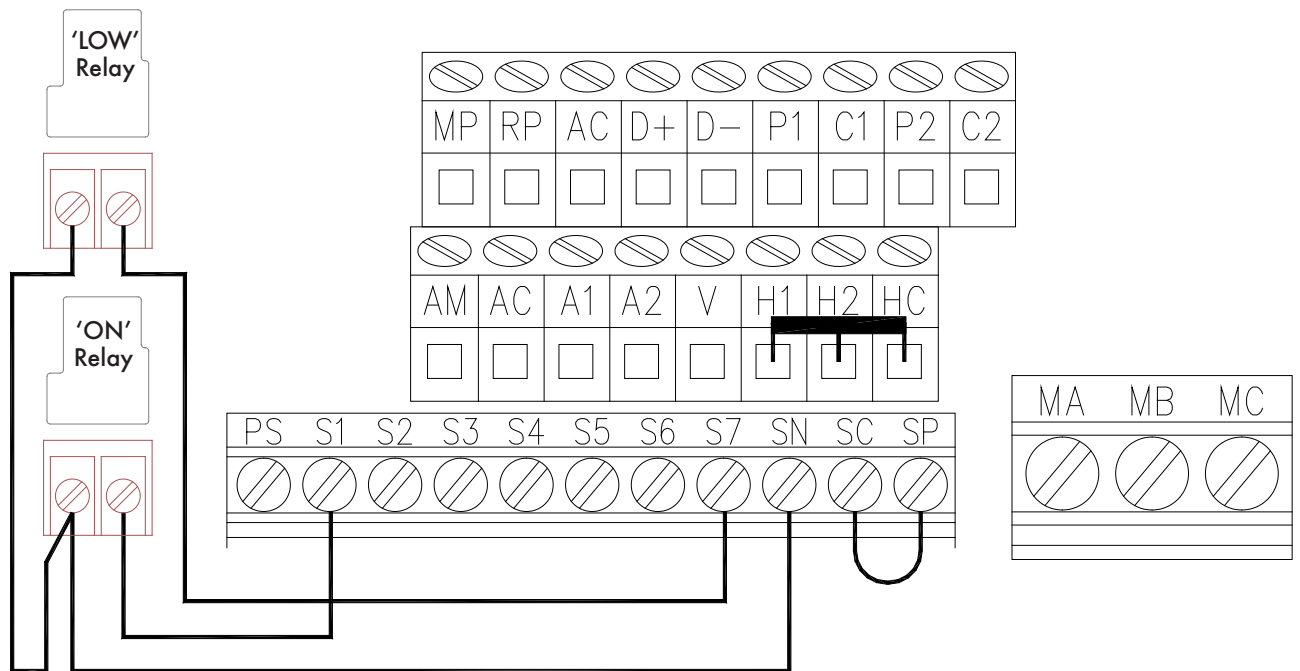 ‘LOW’
Relay
MP RP AC D+ D- P1 C1 P2 C2
AM AC A1 A2 V H1 H2 HC
‘ON’
Relay
PS S1 S2 S3 S4 S5 S6 S7 SN SC SP
MA MB MC